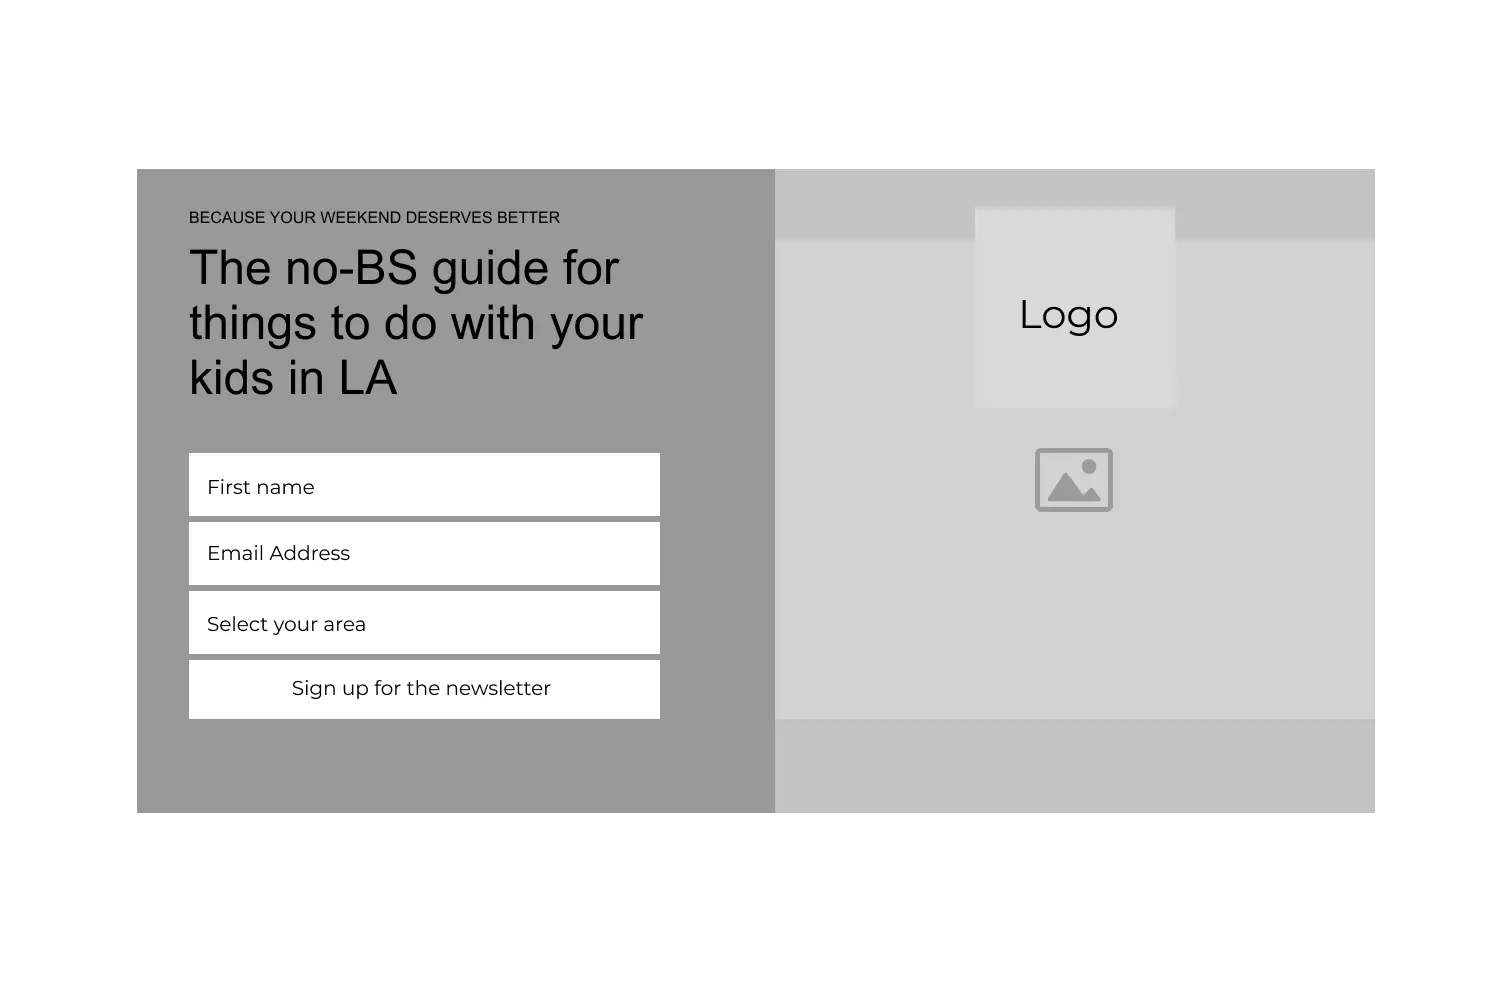 BECAUSE YOUR WEEKEND DESERVES BETTER
The no-BS guide for
things to do with your
kids in LA
First name
Email Address
Select your area
Sign up for the newsletter
Logo